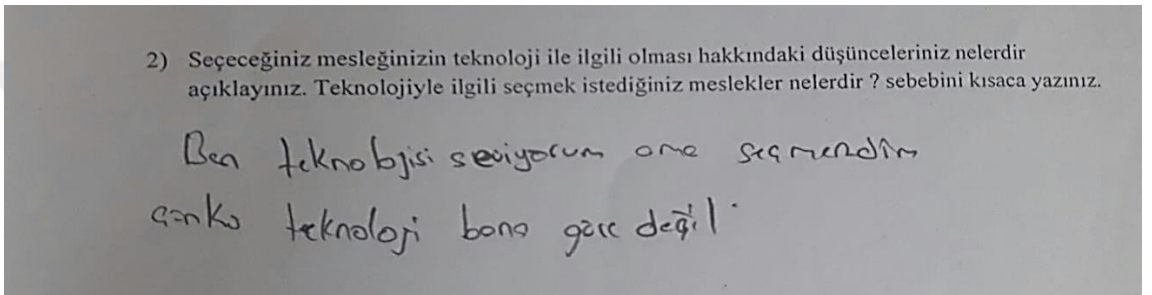 2) Seçeceğiniz mesleğinizin teknoloji ile ilgili olması hakkındaki düşünceleriniz nelerdir
açıklayınız. Teknolojiyle ilgili seçmek istediğiniz meslekler nelerdir ? sebebini kısaca yazınız.
Ben teknolojisi seviyorum ama seçmezdim
çünkü teknoloji bana göre değil.